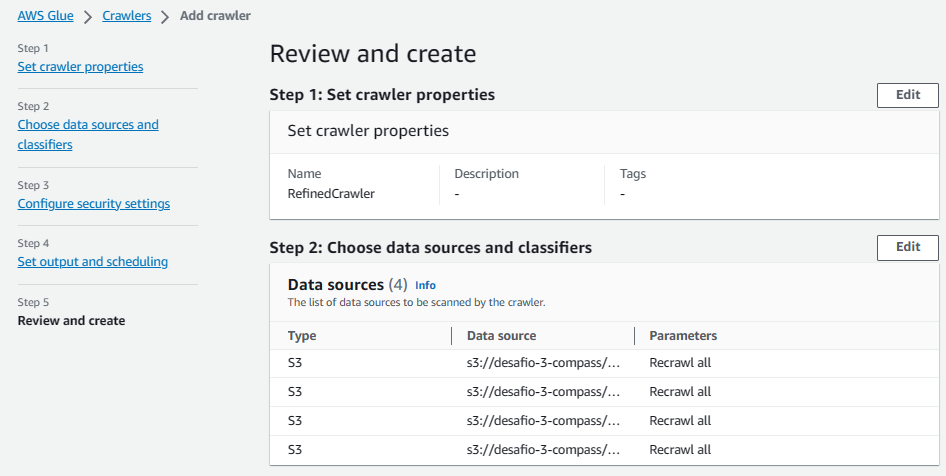 AWS Glue > Crawlers > Add crawler
Step 1
Set crawler properties
Step 2
Choose data sources and
classifiers
Step 3
Configure security settings
Step 4
Set output and scheduling
Step 5
Review and create
Review and create
Step 1: Set crawler properties Edit
Set crawler properties
Name Description Tags
RefinedCrawler - -
Step 2: Choose data sources and classifiers Edit
Data sources (4) Info
The list of data sources to be scanned by the crawler.
Type Data source Parameters
S3 s3://desafio-3-compass/... Recrawl all
S3 s3://desafio-3-compass/... Recrawl all
S3 s3://desafio-3-compass/... Recrawl all
S3 s3://desafio-3-compass/... Recrawl all